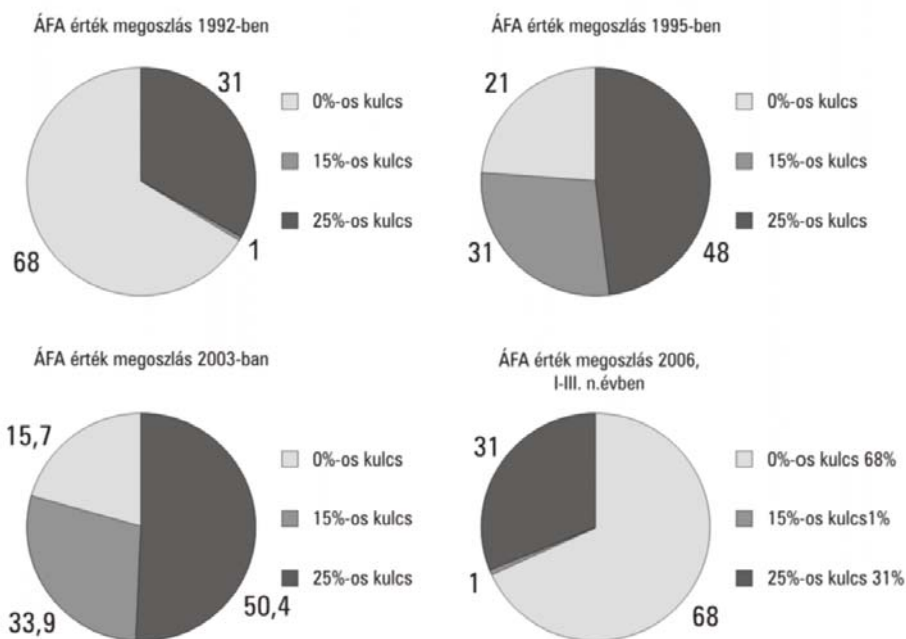 ÁFA érték megoszlás 1992-ben
31
0%-os kulcs
15%-os kulcs
25%-os kulcs
1
68
ÁFA érték megoszlás 1995-ben
21
0%-os kulcs
15%-os kulcs
25%-os kulcs
31
48
ÁFA érték megoszlás 2003-ban
15,7
0%-os kulcs
15%-os kulcs
25%-os kulcs
33,9
50,4
ÁFA érték megoszlás 2006,
I-III. n.évben
31
0%-os kulcs 68%
15%-os kulcs1%
25%-os kulcs 31%
1
68